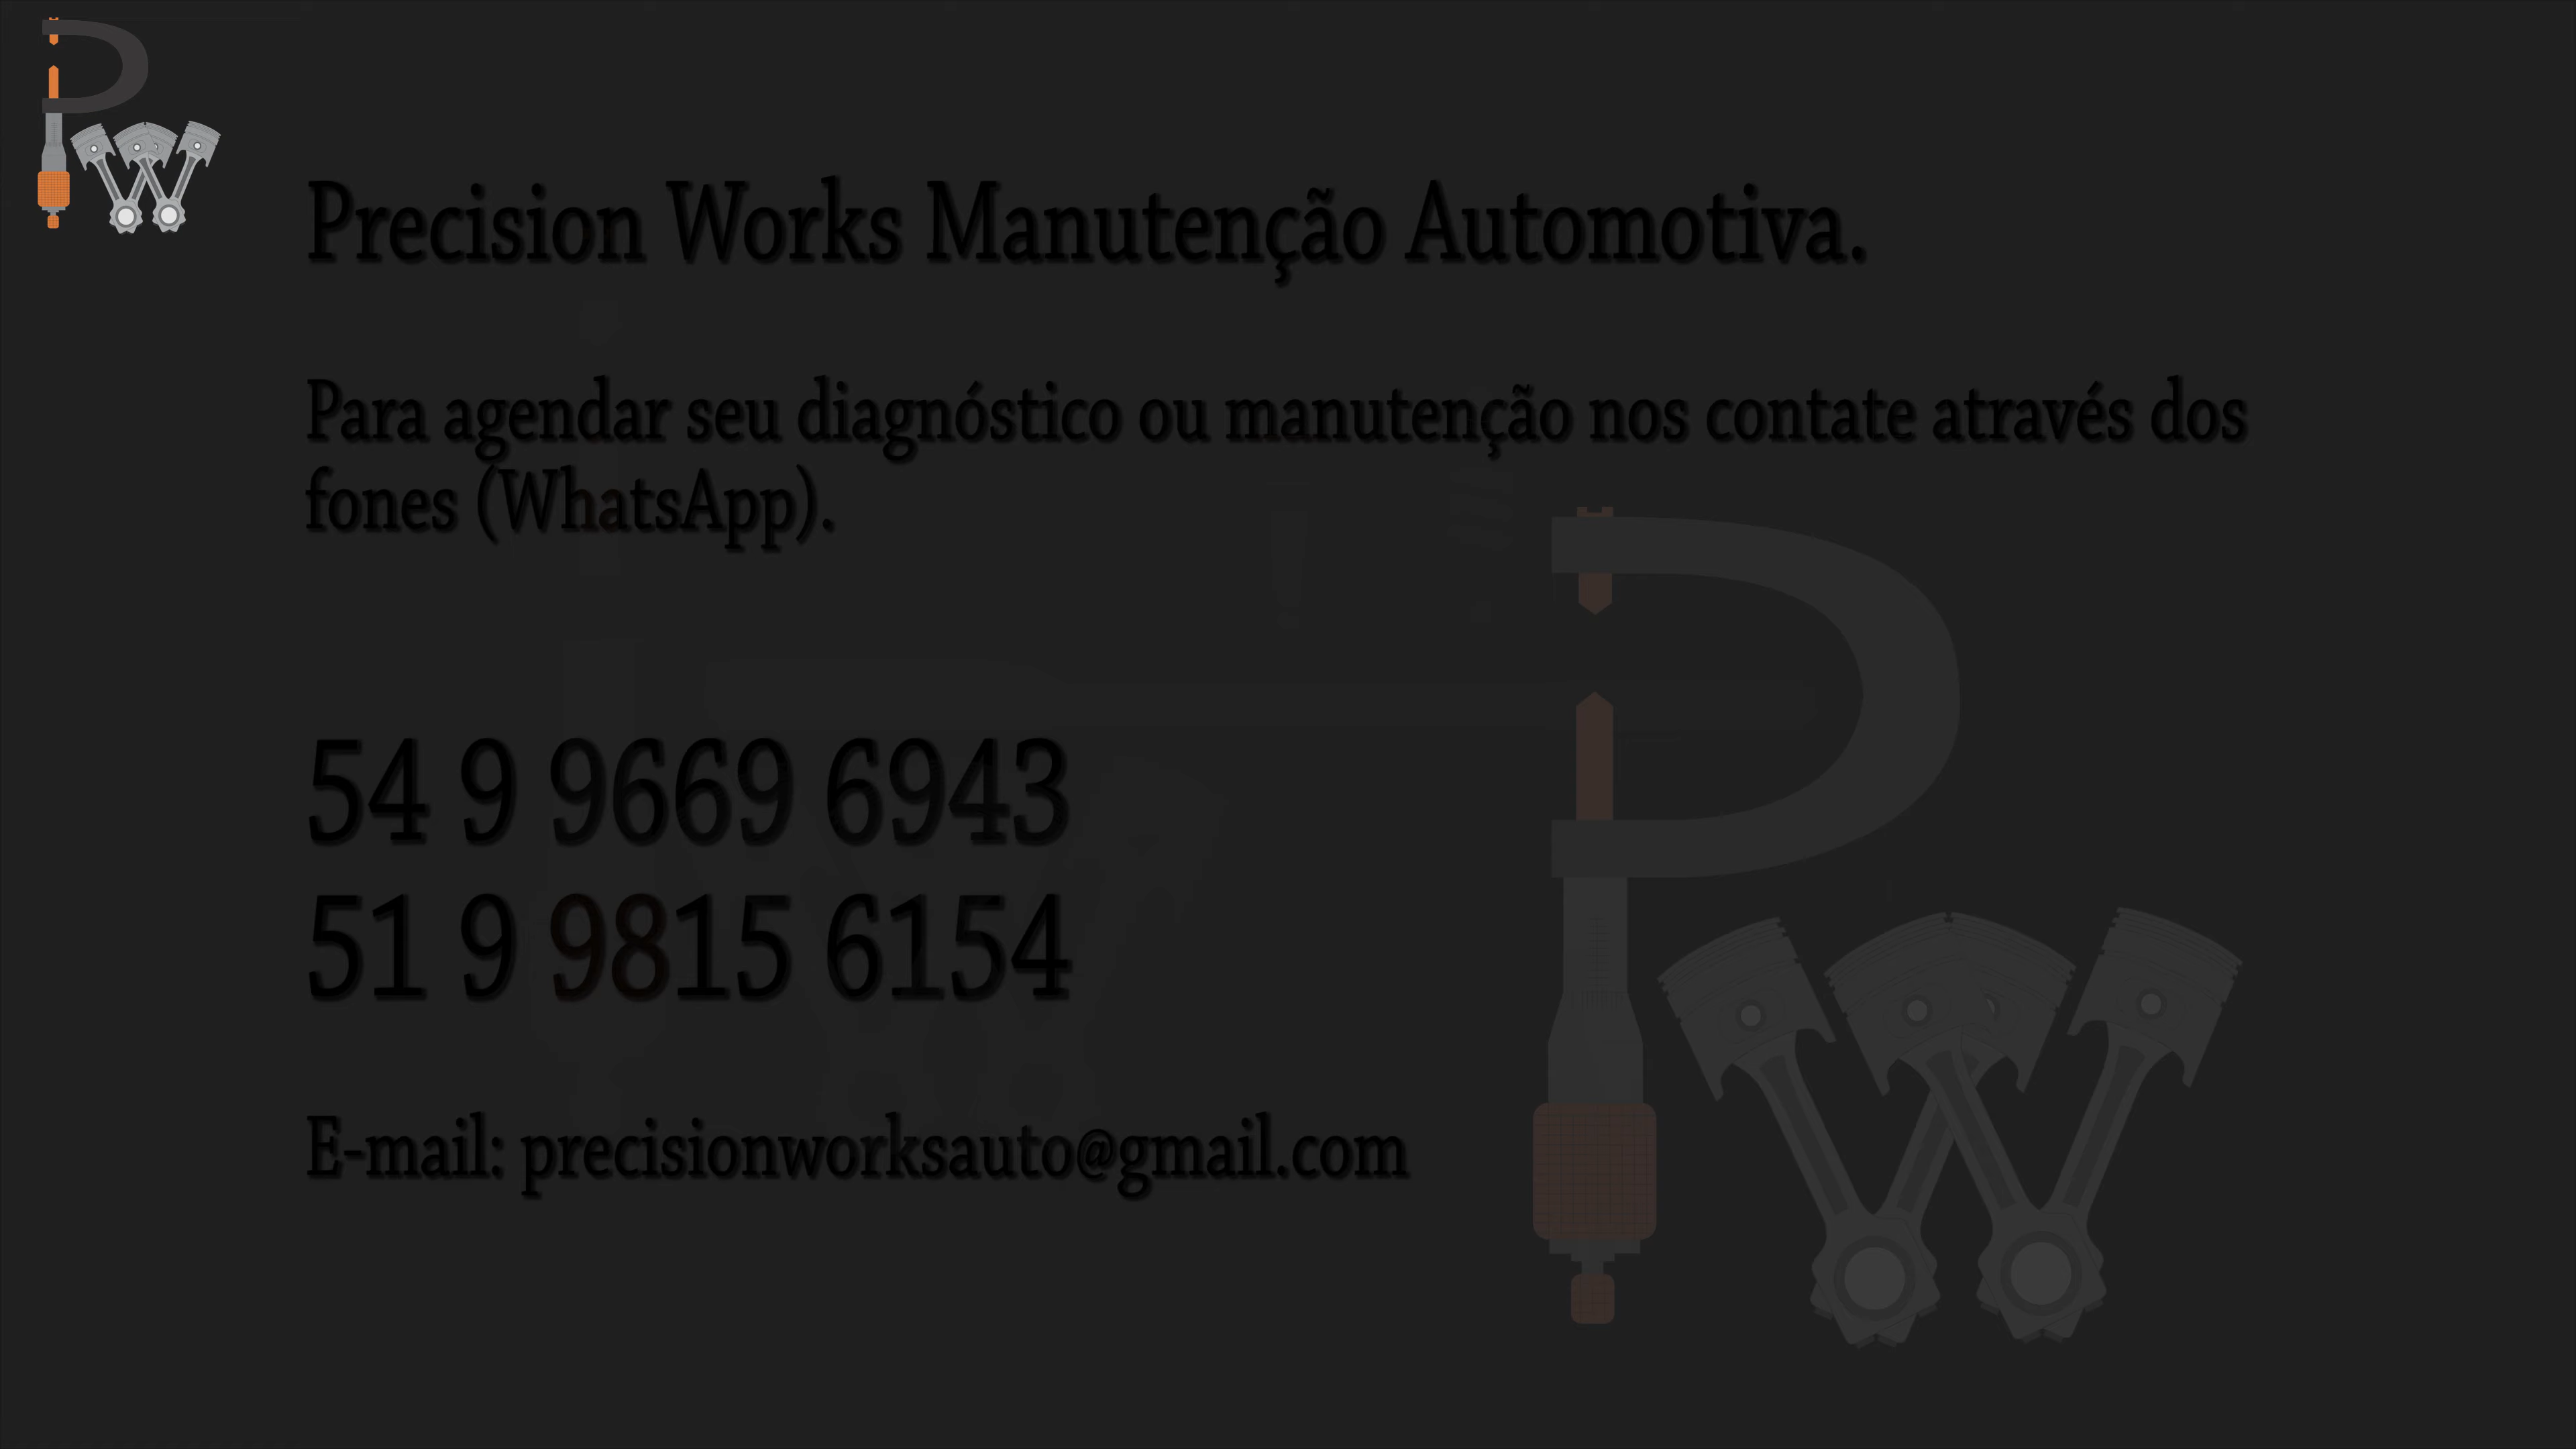 Precision Works Manutenção Automotiva.
Para agendar seu diagnóstico ou manutenção nos contate através dos
fones (WhatsApp).
54 9 9669 6943
51 9 9815 6154
E-mail: precisionworksauto@gmail.com